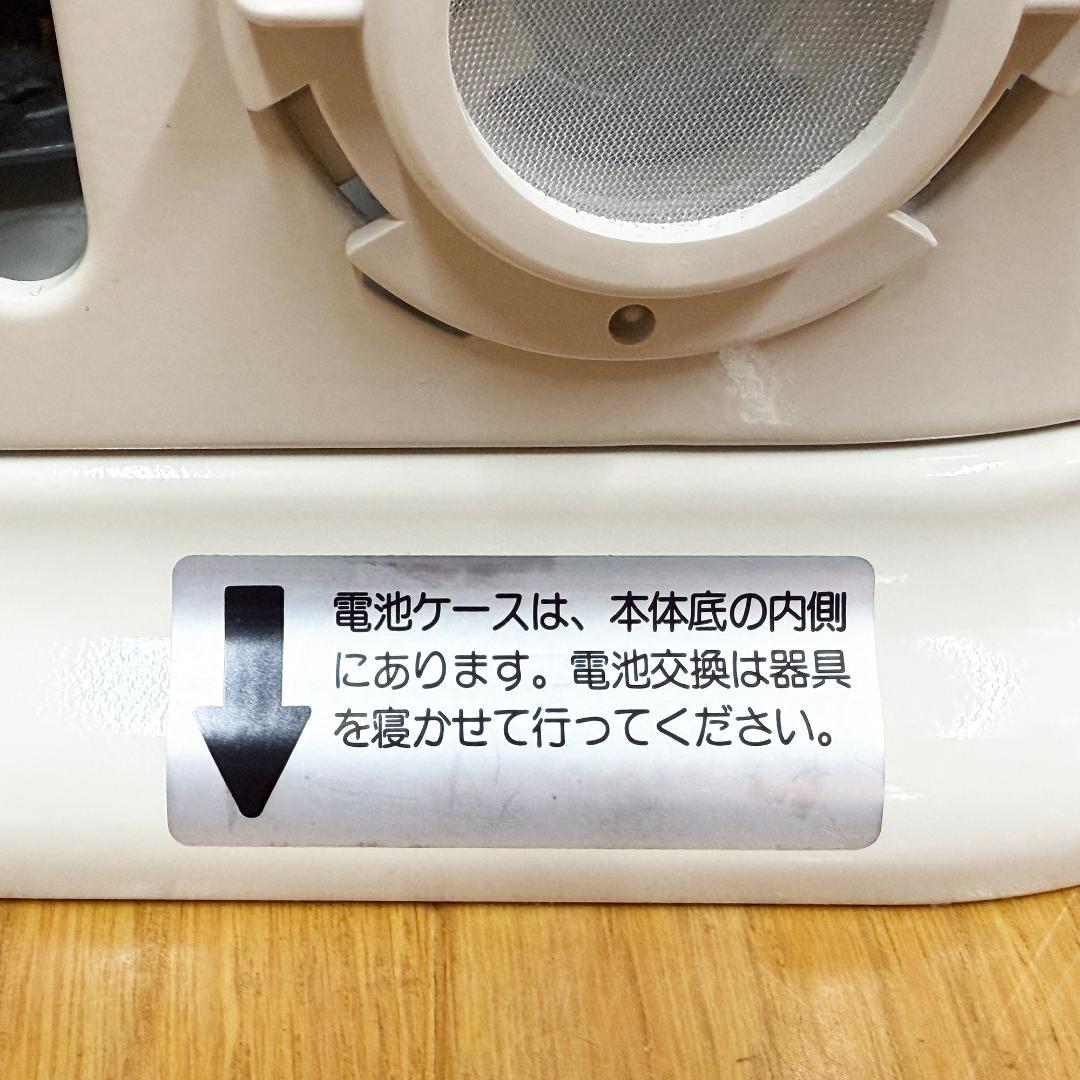 電池ケースは、本体底の内側
にあります。電池交換は器具
を寝かせて行ってください。